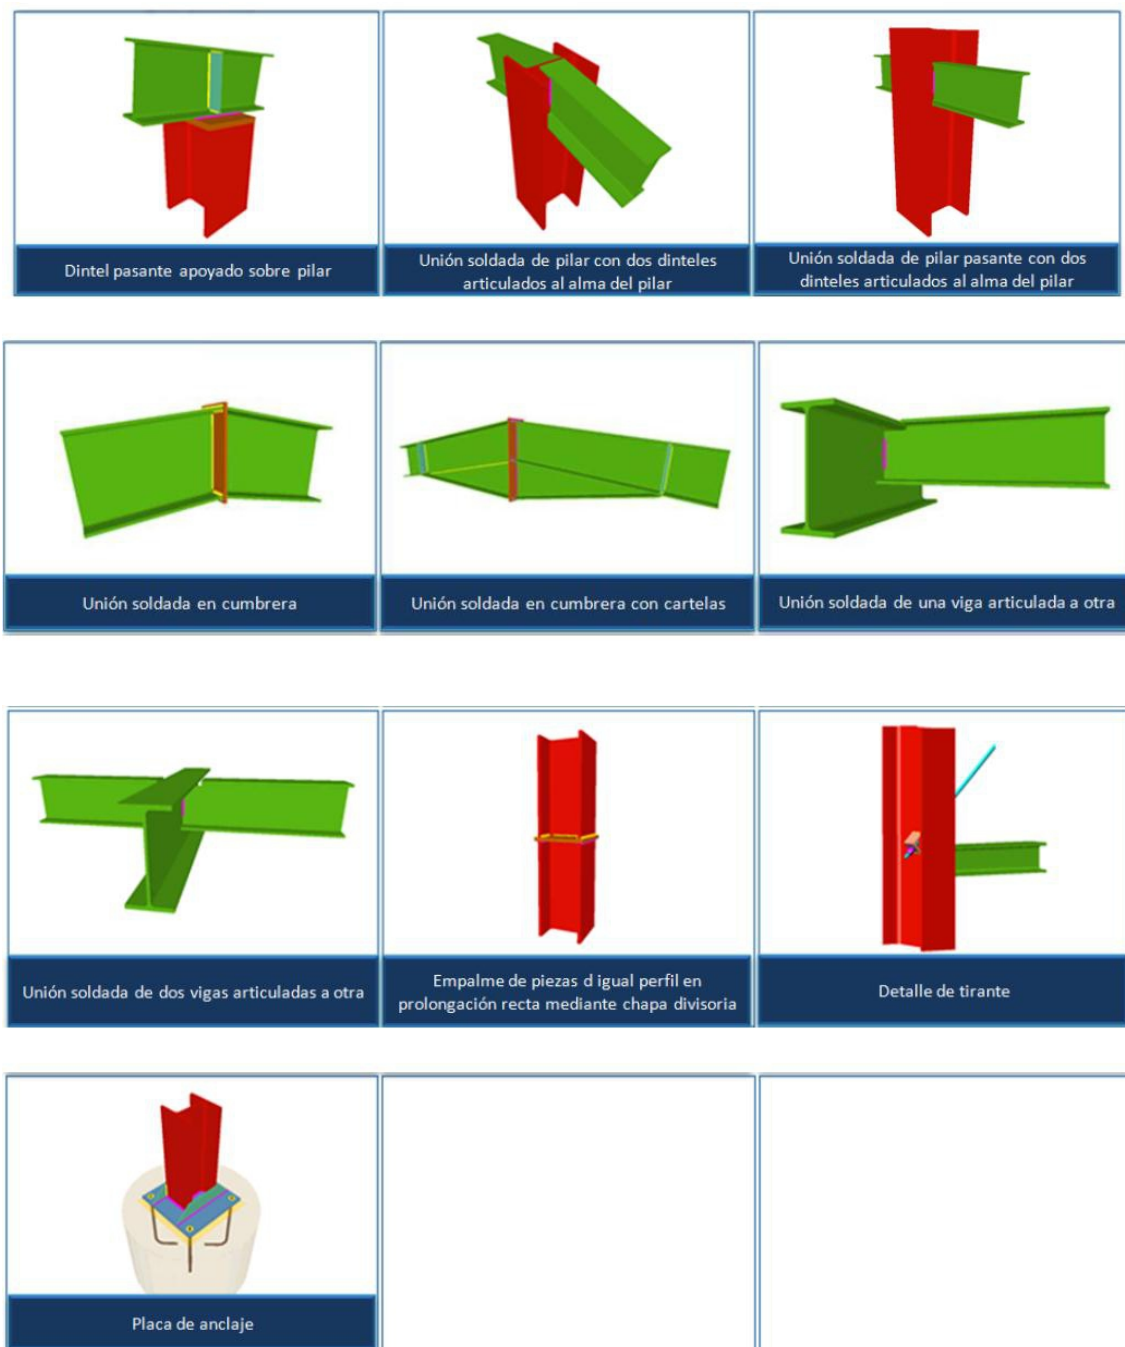 Dintel pasante apoyado sobre pilar
Unión soldada de pilar con dos dinteles
articulados al alma del pilar
Unión soldada de pilar pasante con dos
dinteles articulados al alma del pilar
Unión soldada en cumbrera
Unión soldada en cumbrera con cartelas
Unión soldada de una viga articulada a otra
Unión soldada de dos vigas articuladas a otra
Empalme de piezas d igual perfil en
prolongación recta mediante chapa divisoria
Detalle de tirante
Placa de anclaje